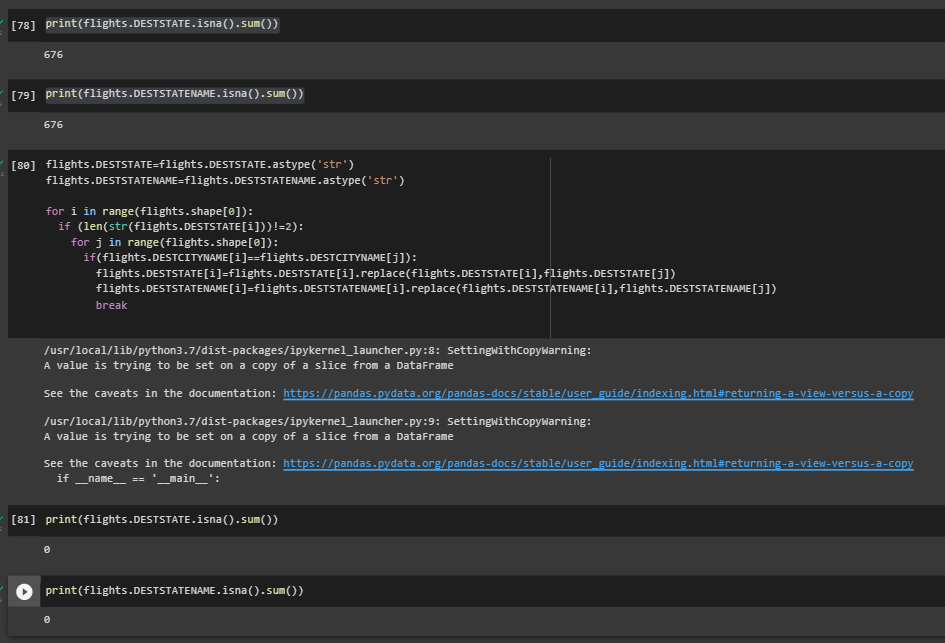 [78] print(flights.DESTSTATE.isna().sum())
676
[79] print(flights.DESTSTATENAME.isna().sum())
676
[80] flights.DESTSTATE=flights.DESTSTATE.astype('str')
flights.DESTSTATENAME=flights.DESTSTATENAME.astype('str')
for i in range(flights.shape[0]):
if (len(str(flights.DESTSTATE[i]))!=2):
for j in range(flights.shape[0]):
if(flights.DESTCITYNAME[i]==flights.DESTCITYNAME[j]):
flights.DESTSTATE[i]=flights.DESTSTATE[i].replace(flights.DESTSTATE[i],flights.DESTSTATE[j])
flights.DESTSTATENAME[i]=flights.DESTSTATENAME[i].replace(flights.DESTSTATENAME[i],flights.DESTSTATENAME[j])
break
/usr/local/lib/python3.7/dist-packages/ipykernel_launcher.py:8: SettingWithCopyWarning:
A value is trying to be set on a copy of a slice from a DataFrame
See the caveats in the documentation: https://pandas.pydata.org/pandas-docs/stable/user_guide/indexing.html#returning-a-view-versus-a-copy
/usr/local/lib/python3.7/dist-packages/ipykernel_launcher.py:9: SettingWithCopyWarning:
A value is trying to be set on a copy of a slice from a DataFrame
See the caveats in the documentation: https://pandas.pydata.org/pandas-docs/stable/user_guide/indexing.html#returning-a-view-versus-a-copy
if __name__ == '__main__':
[81] print(flights.DESTSTATE.isna().sum())
0
print(flights.DESTSTATENAME.isna().sum())
0